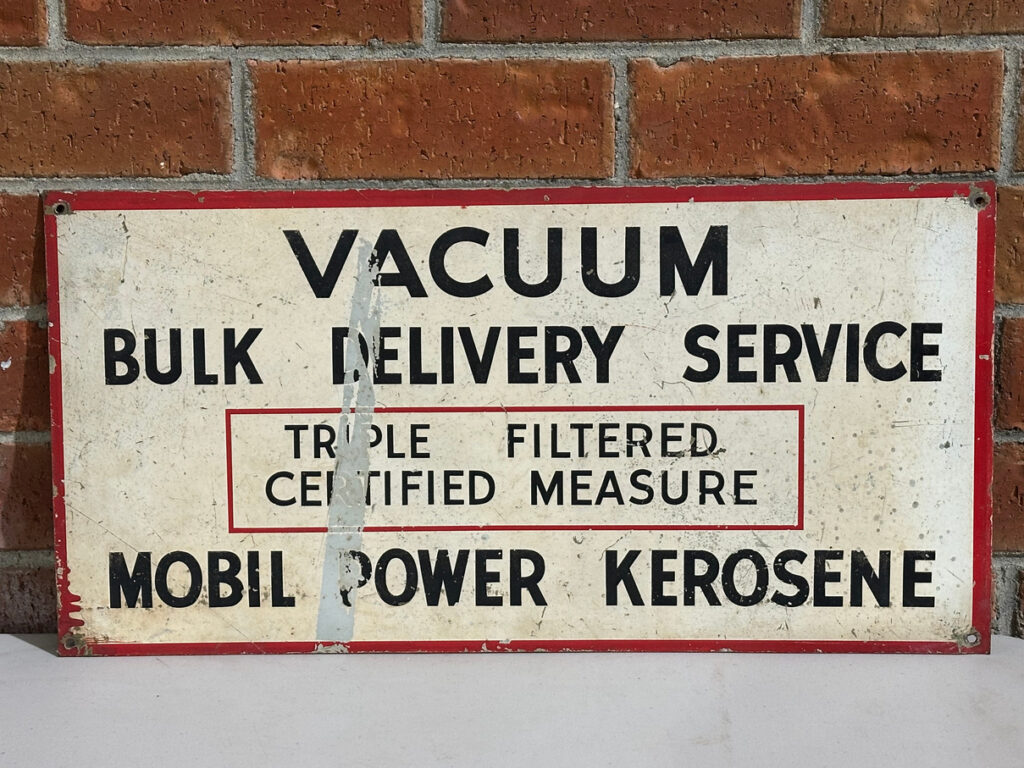 VACUUM
BULK DELIVERY SERVICE
TRIPLE FILTERED
CERTIFIED MEASURE
MOBIL POWER KEROSENE